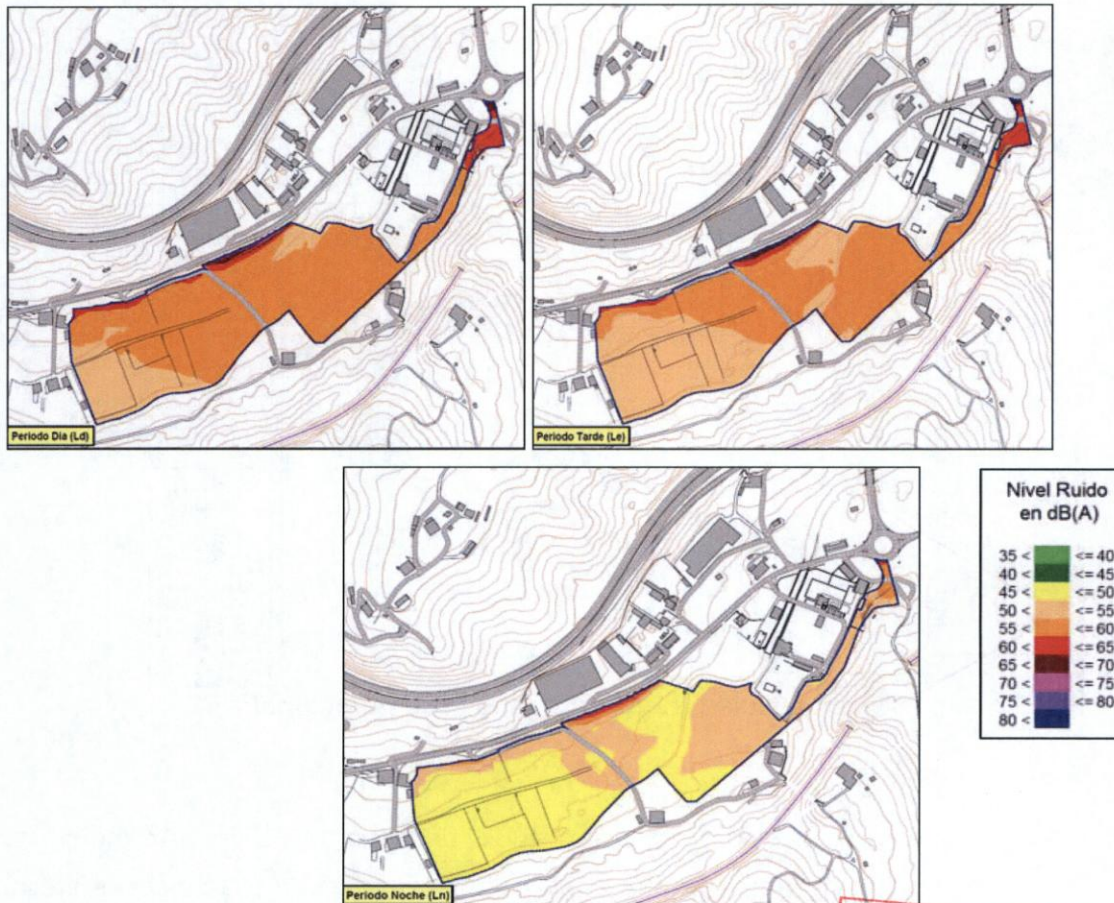 Periodo Dia (Ld)
Periodo Tarde (Le)
Periodo Noche (Ln)
Nivel Ruido
en dB(A)
35 < <= 40
40 < <= 45
45 < <= 50
50 < <= 55
55 < <= 60
60 < <= 65
65 < <= 70
70 < <= 75
75 < <= 80
80 <